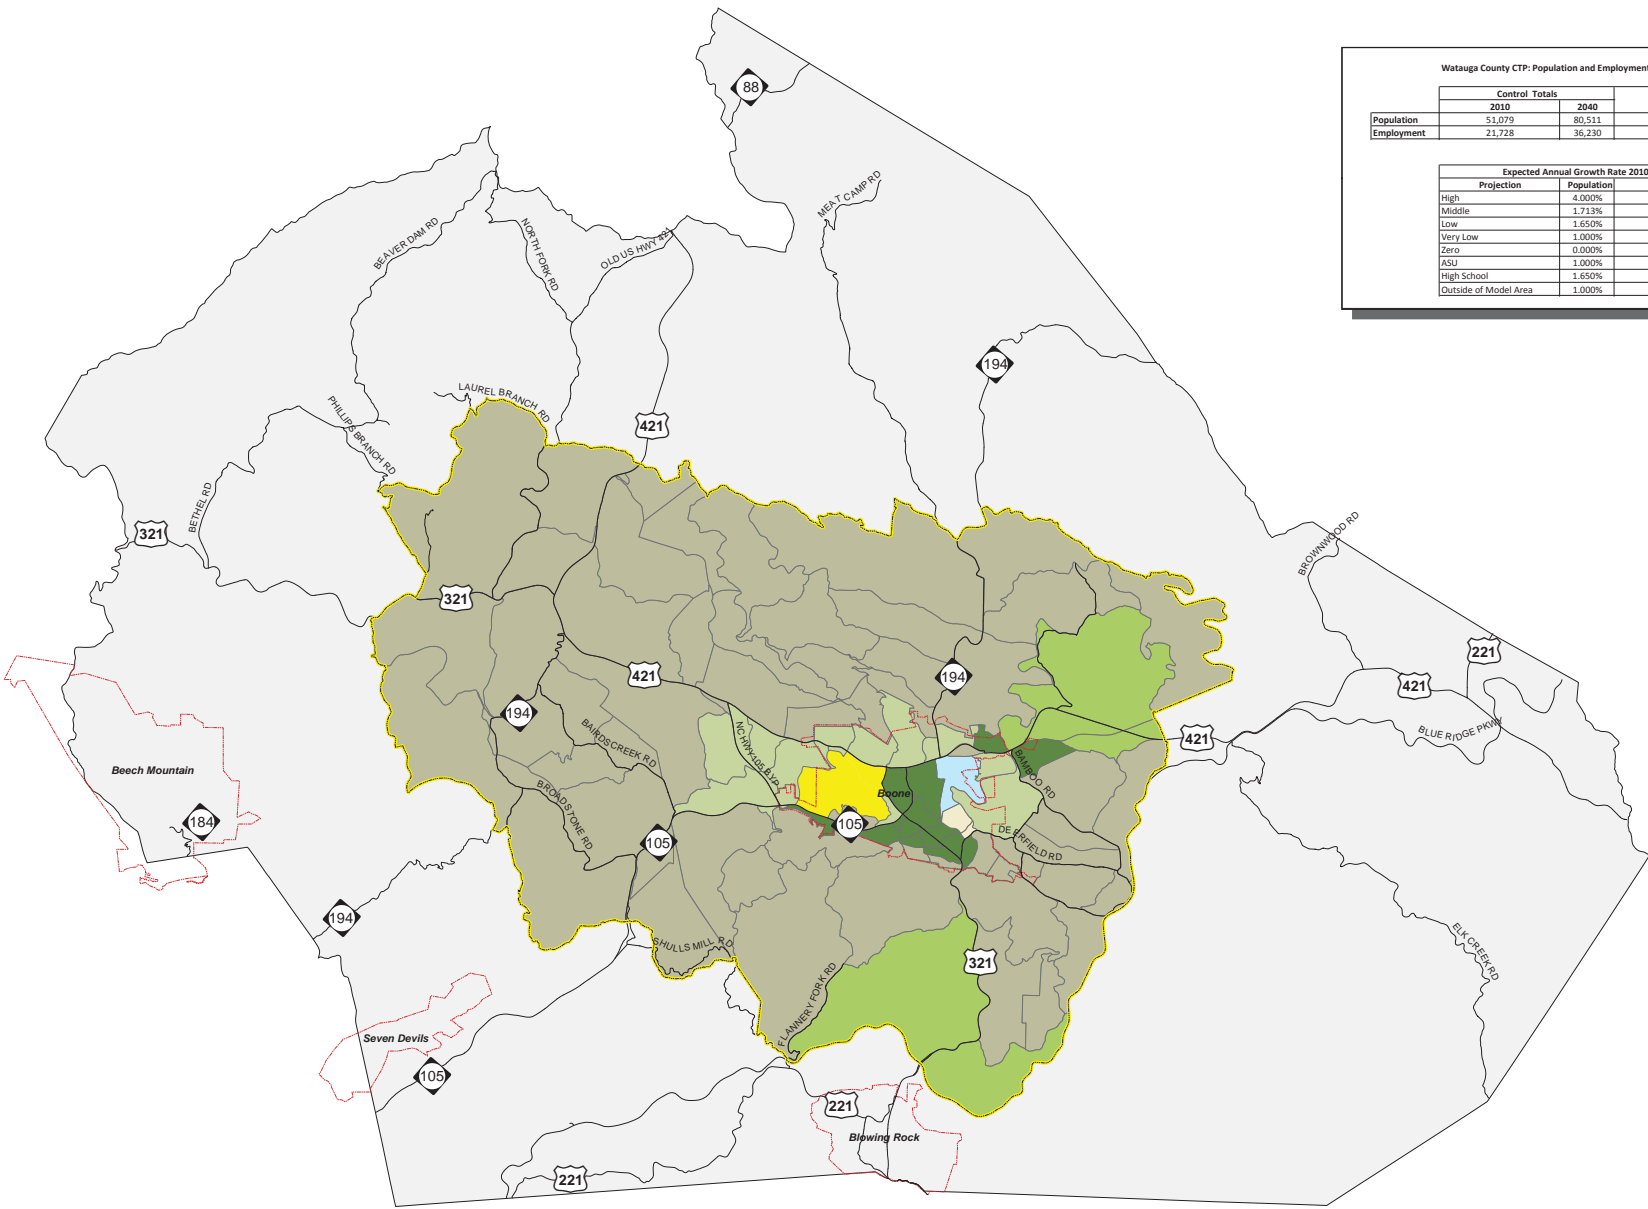 Watauga County CTP: Population and Employment
Control Totals
2010 2040
Population 51,079 80,511
Employment 21,728 36,230
Expected Annual Growth Rate 2010
Projection Population
High 4.000%
Middle 1.713%
Low 1.650%
Very Low 1.000%
Zero 0.000%
ASU 1.000%
High School 1.650%
Outside of Model Area 1.000%
88
MEAT CAMP RD
BEAVER DAM RD
NORTH FORK RD
OLD US HWY 421
194
LAUREL BRANCH RD
PHILLIPS BRANCH RD
421
BETHEL RD
321
BROWNWOOD RD
321
221
421
194
421
194
BAIRDSCREEK RD
NC HWY 105 BYP
421
BLUE RIDGE PKWY
Beech Mountain
BAMBOO RD
Boone
BROADSTONE RD
184
105
105
DEERFIELD RD
194
SHULLS MILL RD
321
ELK CREEK RD
FLANNERY FORK RD
Seven Devils
105
221
Blowing Rock
221